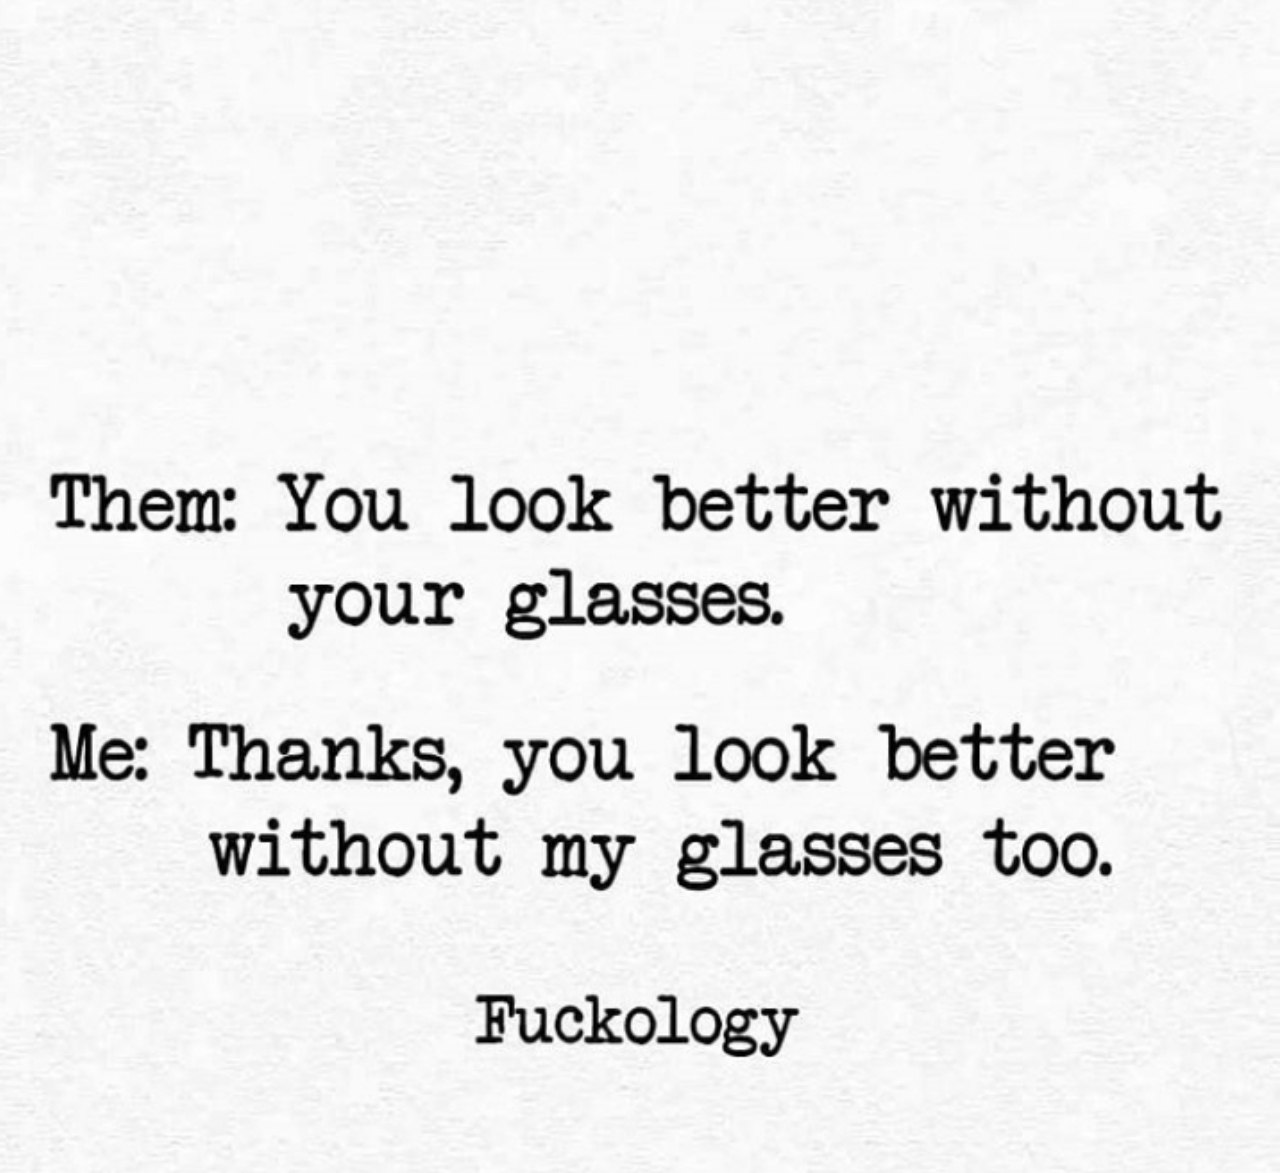 Them: You look better without
your glasses.
Me: Thanks, you look better
without my glasses too.
Fuckology